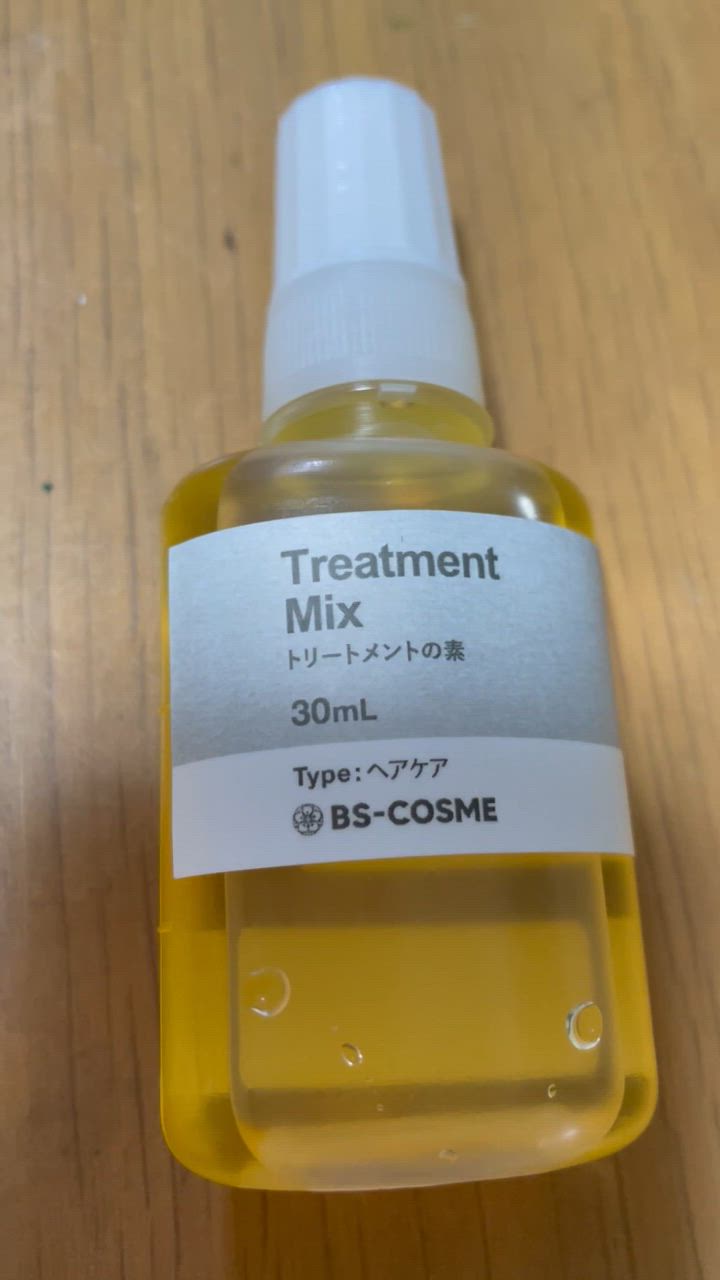 Treatment
Mix
トリートメントの素
30mL
Type:ヘアケア
BS-COSME